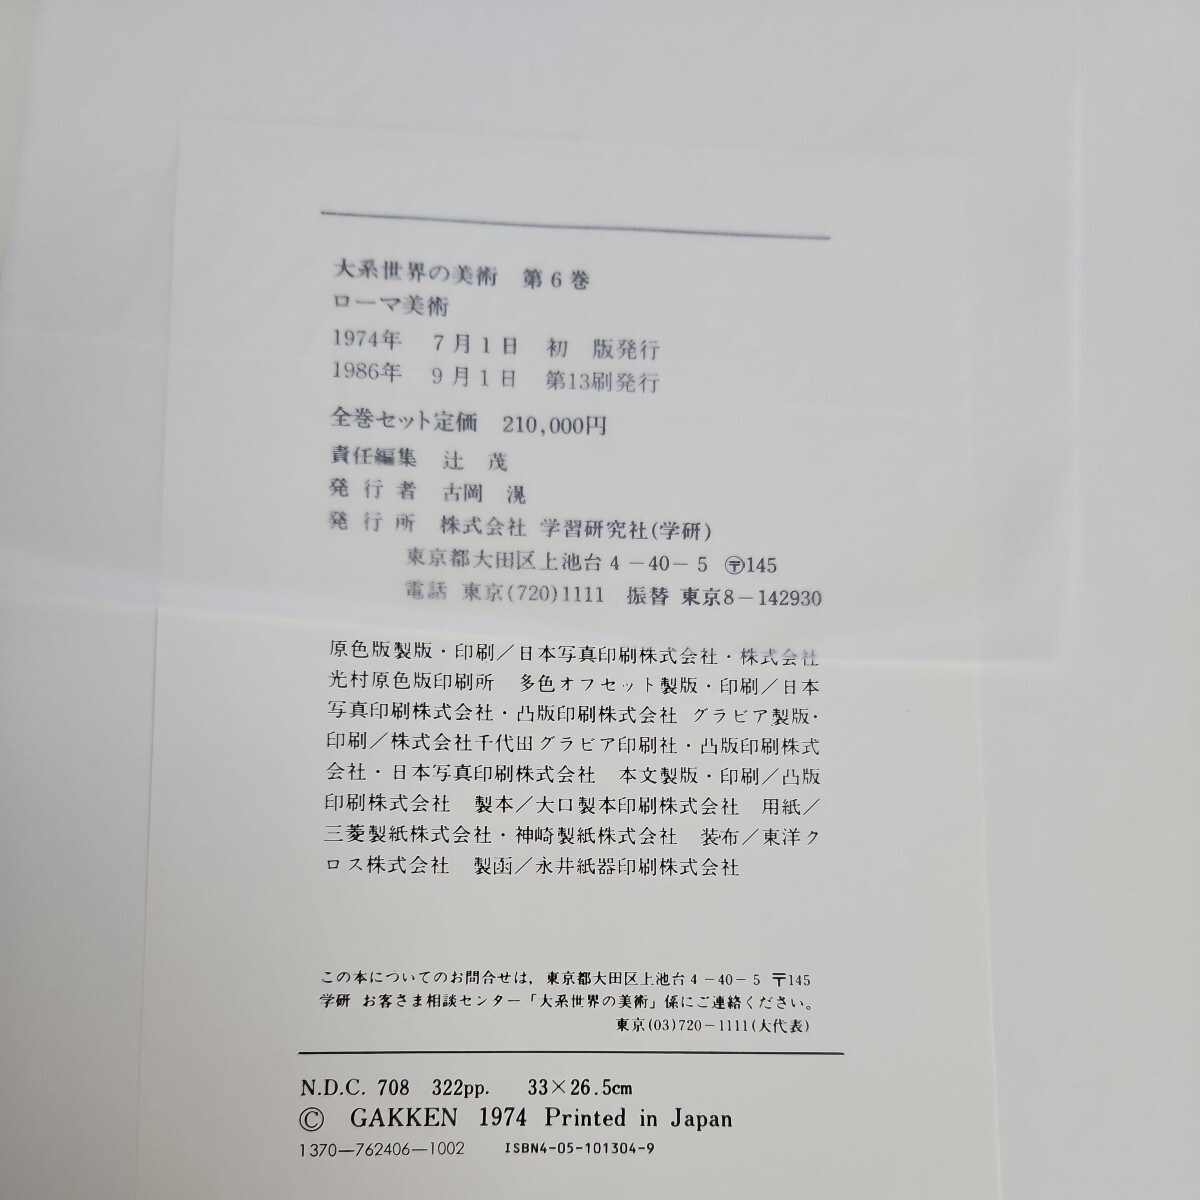 大系世界の美術　第6巻
ローマ美術
1974年　7月1日　初　版発行
1986年　9月1日　第13刷発行
全巻セット定価　210,000円
責任編集　辻　茂
発行者　古岡　滉
発行所　株式会社 学習研究社(学研)
東京都大田区上池台4-40-5 〶145
電話 東京(720)1111　振替 東京8-142930
原色版製版・印刷／日本写真印刷株式会社・株式会社
光村原色版印刷所　多色オフセット製版・印刷／日本
写真印刷株式会社・凸版印刷株式会社 グラビア製版・
印刷／株式会社千代田グラビア印刷社・凸版印刷株式
会社・日本写真印刷株式会社　本文製版・印刷／凸版
印刷株式会社　製本／大口製本印刷株式会社　用紙／
三菱製紙株式会社・神崎製紙株式会社　装布／東洋ク
ロス株式会社　製函／永井紙器印刷株式会社
この本についてのお問合せは，東京都大田区上池台4-40-5 〒145
学研 お客さま相談センター「大系世界の美術」係にご連絡ください。
東京(03)720-1111(大代表)
N.D.C. 708　322pp.　33×26.5cm
© GAKKEN 1974 Printed in Japan
1370—762406—1002　ISBN4-05-101304-9